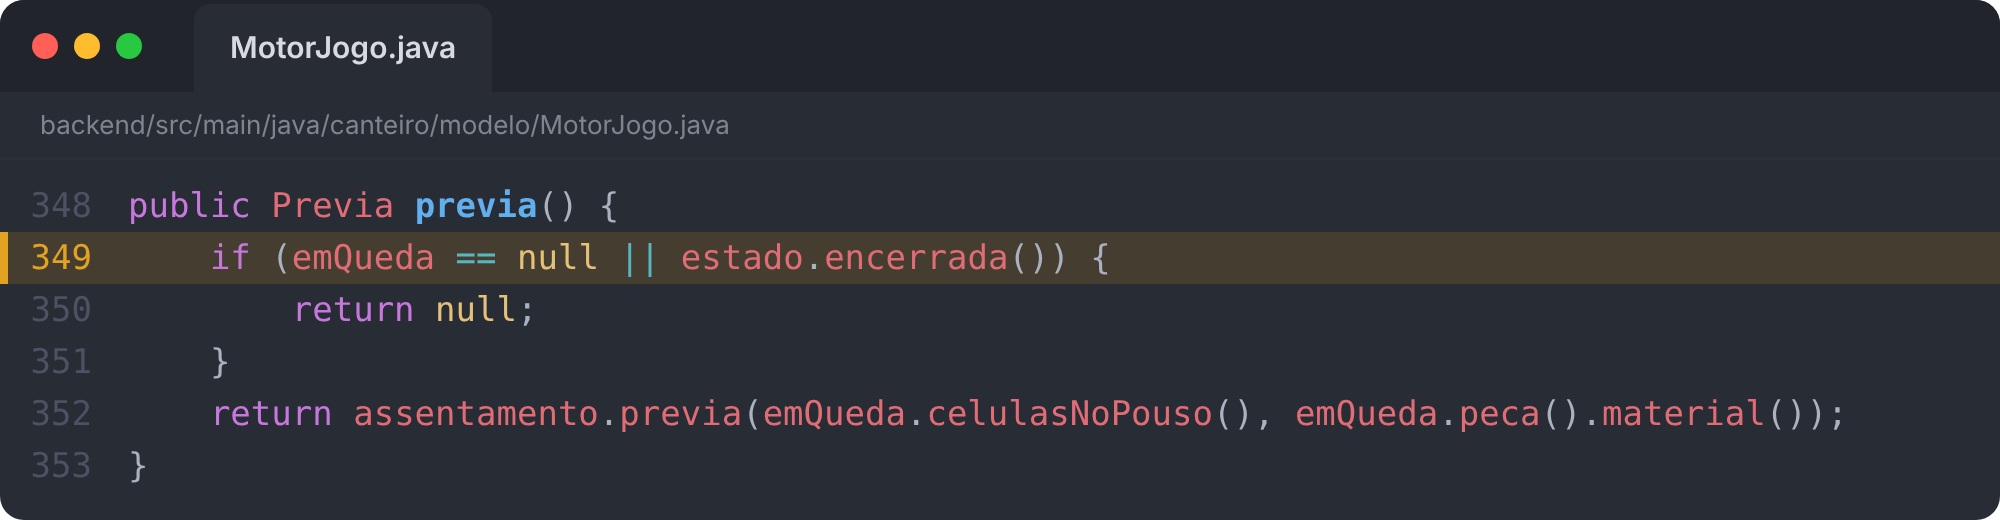 MotorJogo.java
backend/src/main/java/canteiro/modelo/MotorJogo.java
348 public Previa previa() {
349     if (emQueda == null || estado.encerrada()) {
350         return null;
351     }
352     return assentamento.previa(emQueda.celulasNoPouso(), emQueda.peca().material());
353 }